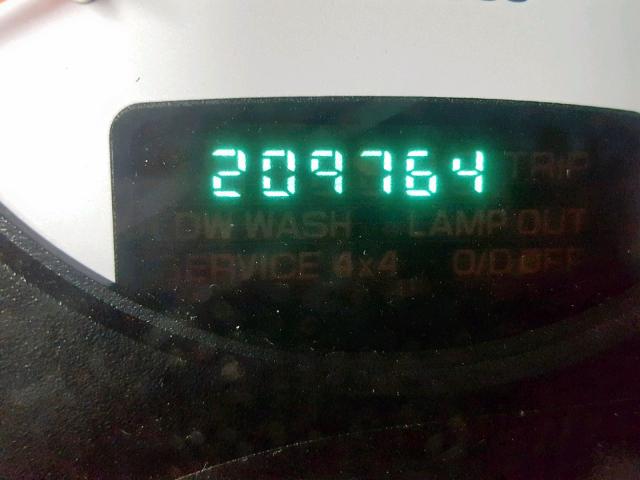 209764 TRIP
LOW WASH LAMP OUT
SERVICE 4x4 O/D OFF